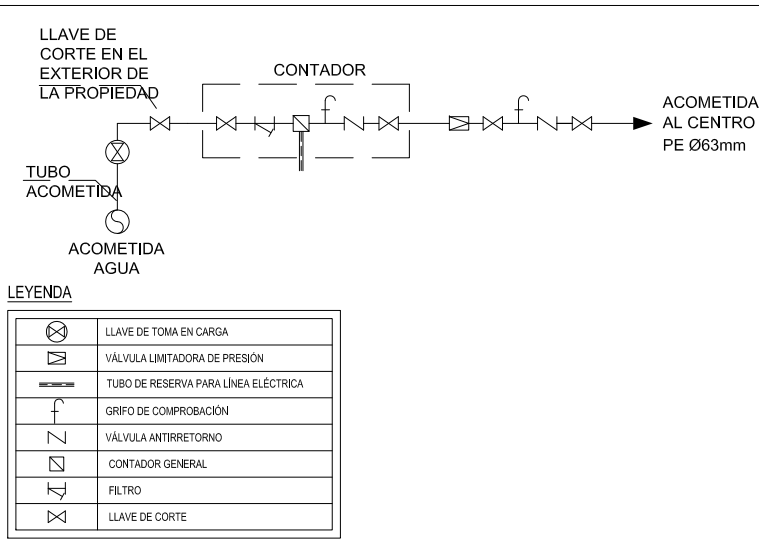 LLAVE DE
CORTE EN EL
EXTERIOR DE
LA PROPIEDAD
CONTADOR
ACOMETIDA
AL CENTRO
PE Ø63mm
TUBO
ACOMETIDA
ACOMETIDA
AGUA
LEYENDA
LLAVE DE TOMA EN CARGA
VÁLVULA LIMITADORA DE PRESIÓN
TUBO DE RESERVA PARA LÍNEA ELÉCTRICA
GRIFO DE COMPROBACIÓN
VÁLVULA ANTIRRETORNO
CONTADOR GENERAL
FILTRO
LLAVE DE CORTE